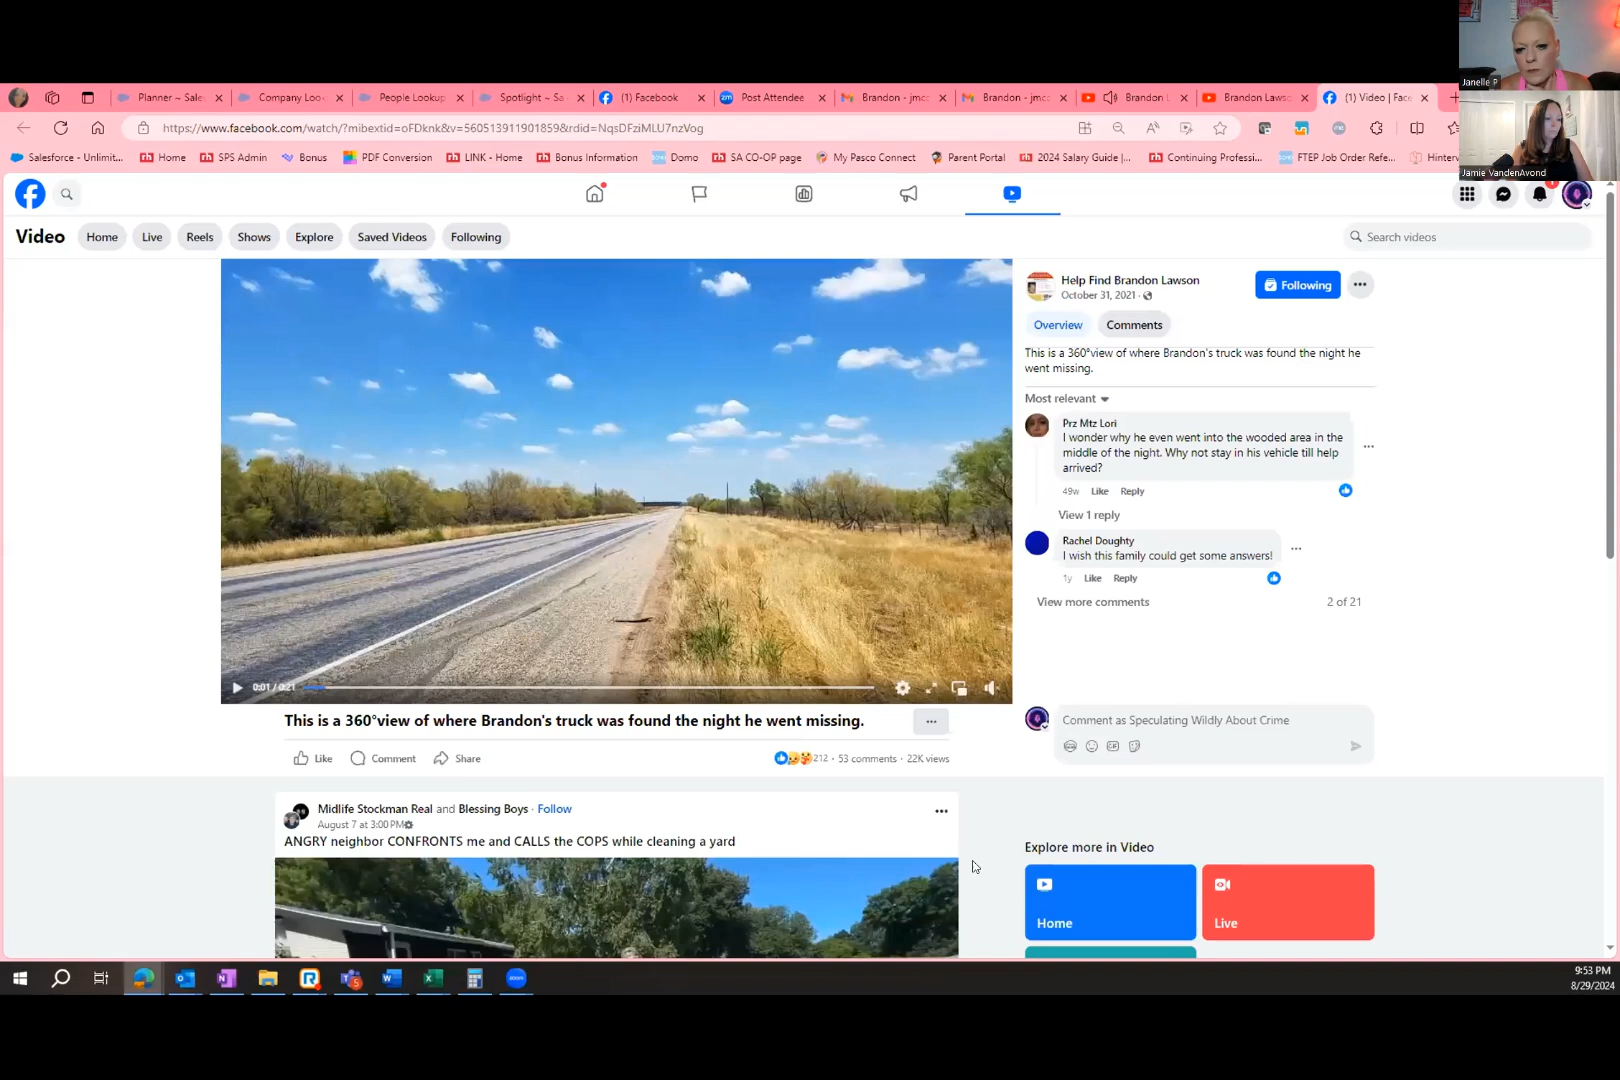 Janelle P
Jamie VandenAvond
Planner ~ Sale
Company Loo
People Lookup
Spotlight ~ Sa
(1) Facebook
Post Attendee
Brandon - jmcc
Brandon - jmcc
Brandon L
Brandon Laws
(1) Video | Face
https://www.facebook.com/watch/?mibextid=oFDknk&v=560513911901859&rdid=NqsDFziMLU7nzVog
Salesforce - Unlimit...
Home
SPS Admin
Bonus
PDF Conversion
LINK - Home
Bonus Information
Domo
SA CO-OP page
My Pasco Connect
Parent Portal
2024 Salary Guide |...
Continuing Professi...
FTEP Job Order Refe...
Hinter
Video
Home
Live
Reels
Shows
Explore
Saved Videos
Following
Search videos
Help Find Brandon Lawson
October 31, 2021
Following
Overview
Comments
This is a 360°view of where Brandon's truck was found the night he
went missing.
Most relevant
Prz Mtz Lori
I wonder why he even went into the wooded area in the
middle of the night. Why not stay in his vehicle till help
arrived?
49w Like Reply
View 1 reply
Rachel Doughty
I wish this family could get some answers!
1y Like Reply
View more comments
2 of 21
0:01 / 0:21
This is a 360°view of where Brandon's truck was found the night he went missing.
Comment as Speculating Wildly About Crime
Like
Comment
Share
212 · 53 comments · 22K views
Midlife Stockman Real and Blessing Boys · Follow
August 7 at 3:00 PM
ANGRY neighbor CONFRONTS me and CALLS the COPS while cleaning a yard
Explore more in Video
Home
Live
9:53 PM
8/29/2024